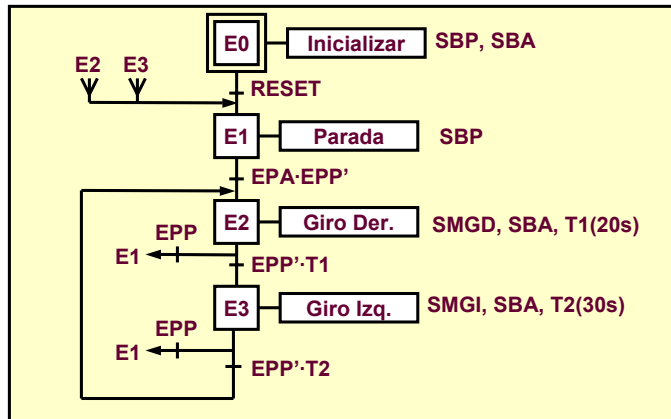 E0
Inicializar
SBP, SBA
E2
E3
RESET
E1
Parada
SBP
EPA·EPP’
E2
Giro Der.
SMGD, SBA, T1(20s)
EPP
E1
EPP’·T1
E3
Giro Izq.
SMGI, SBA, T2(30s)
EPP
E1
EPP’·T2